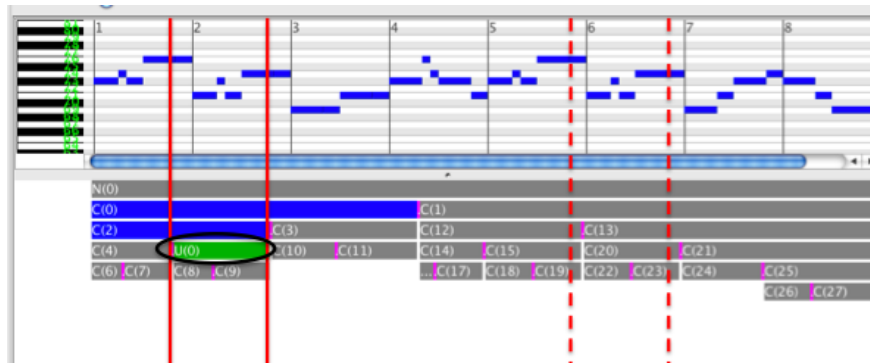 1 2 3 4 5 6 7 8
N(0)
C(0) C(1)
C(2) C(3) C(12) C(13)
C(4) U(0) C(10) C(11) C(14) C(15) C(20) C(21)
C(6) C(7) C(8) C(9) ... C(17) C(18) C(19) C(22) C(23) C(24) C(25)
C(26) C(27)